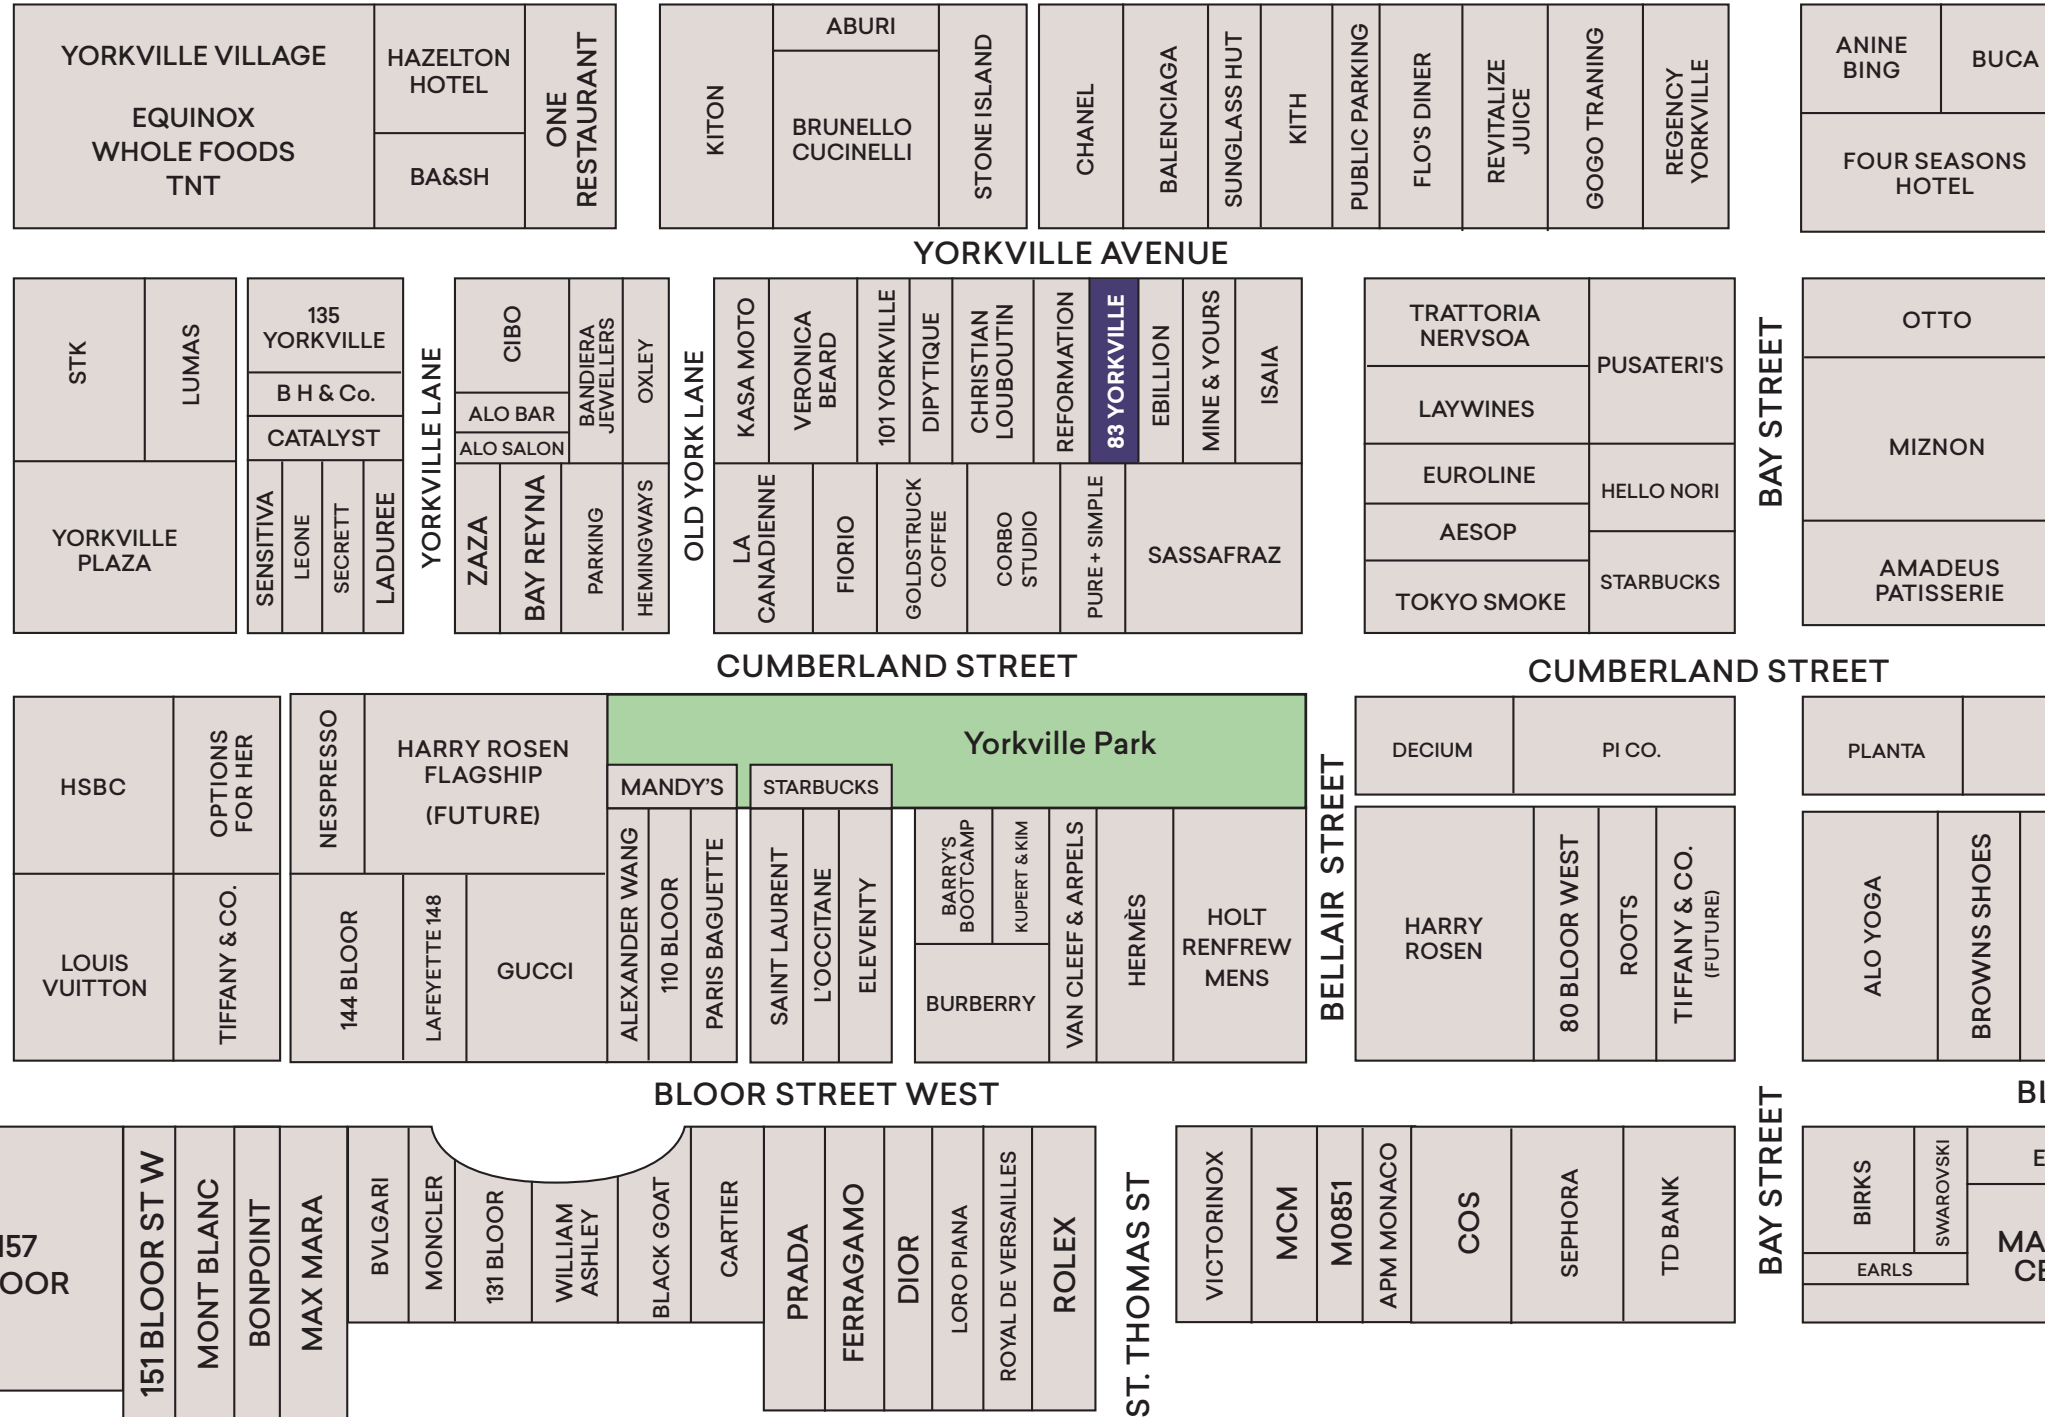 YORKVILLE VILLAGE
EQUINOX
WHOLE FOODS
TNT
HAZELTON
HOTEL
BA&SH
ONE
RESTAURANT
KITON
ABURI
BRUNELLO
CUCINELLI
STONE ISLAND
CHANEL
BALENCIAGA
SUNGLASS HUT
KITH
PUBLIC PARKING
FLO'S DINER
REVITALIZE
JUICE
GOGO TRANING
REGENCY
YORKVILLE
ANINE
BING
BUCA
FOUR SEASONS
HOTEL
YORKVILLE AVENUE
STK
LUMAS
YORKVILLE
PLAZA
135
YORKVILLE
B H & Co.
CATALYST
SENSITIVA
LEONE
SECRETT
LADUREE
YORKVILLE LANE
CIBO
ALO BAR
ALO SALON
BANDIERA
JEWELLERS
OXLEY
ZAZA
BAY REYNA
PARKING
HEMINGWAYS
OLD YORK LANE
KASA MOTO
VERONICA
BEARD
101 YORKVILLE
DIPYTIQUE
CHRISTIAN
LOUBOUTIN
REFORMATION
83 YORKVILLE
EBILLION
MINE & YOURS
ISAIA
LA
CANADIENNE
FIORIO
GOLDSTRUCK
COFFEE
CORBO
STUDIO
PURE + SIMPLE
SASSAFRAZ
TRATTORIA
NERVSOA
LAYWINES
EUROLINE
AESOP
TOKYO SMOKE
PUSATERI'S
HELLO NORI
STARBUCKS
BAY STREET
OTTO
MIZNON
AMADEUS
PATISSERIE
CUMBERLAND STREET
CUMBERLAND STREET
HSBC
OPTIONS
FOR HER
LOUIS
VUITTON
TIFFANY & CO.
NESPRESSO
HARRY ROSEN
FLAGSHIP
(FUTURE)
144 BLOOR
LAFEYETTE 148
GUCCI
Yorkville Park
MANDY'S
STARBUCKS
ALEXANDER WANG
110 BLOOR
PARIS BAGUETTE
SAINT LAURENT
L'OCCITANE
ELEVENTY
BARRY'S
BOOTCAMP
KUPERT & KIM
BURBERRY
VAN CLEEF & ARPELS
HERMÈS
HOLT
RENFREW
MENS
BELLAIR STREET
DECIUM
PI CO.
HARRY
ROSEN
80 BLOOR WEST
ROOTS
TIFFANY & CO.
(FUTURE)
PLANTA
ALO YOGA
BROWNS SHOES
BLOOR STREET WEST
BL
157
OOR
151 BLOOR ST W
MONT BLANC
BONPOINT
MAX MARA
BVLGARI
MONCLER
131 BLOOR
WILLIAM
ASHLEY
BLACK GOAT
CARTIER
PRADA
FERRAGAMO
DIOR
LORO PIANA
ROYAL DE VERSAILLES
ROLEX
ST. THOMAS ST
VICTORINOX
MCM
M0851
APM MONACO
COS
SEPHORA
TD BANK
BAY STREET
BIRKS
SWAROVSKI
EARLS
E
MA
CE